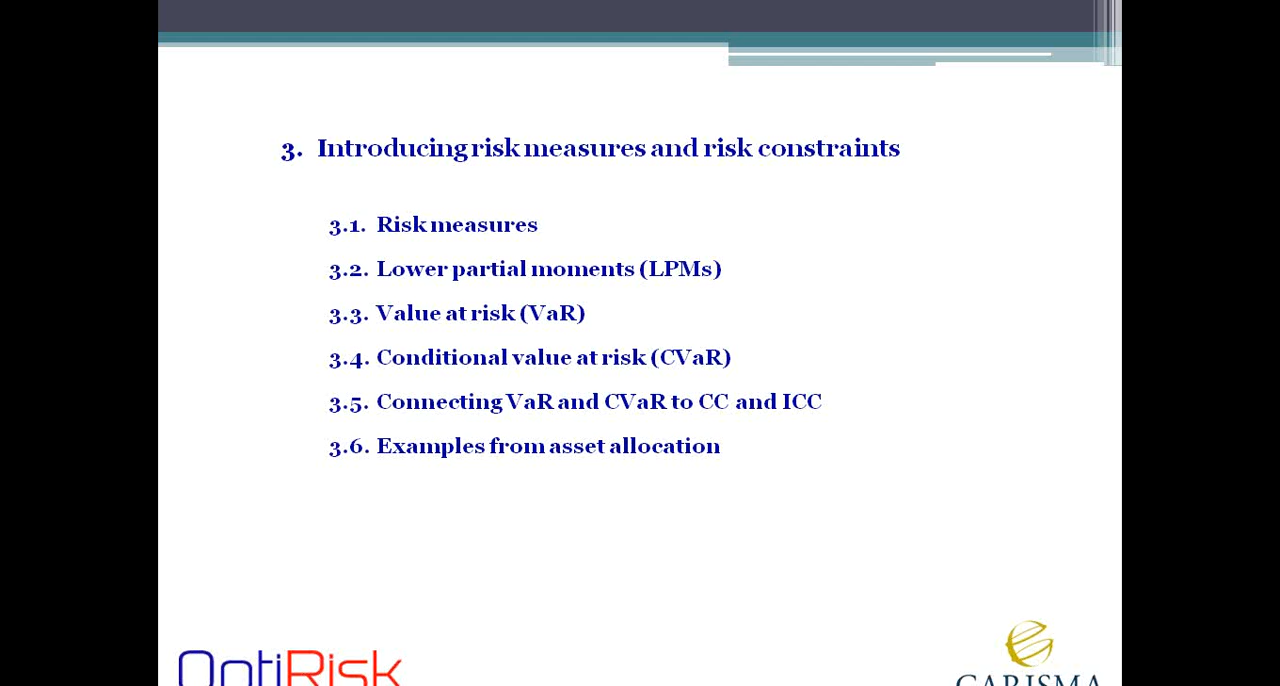 3. Introducing risk measures and risk constraints
3.1. Risk measures
3.2. Lower partial moments (LPMs)
3.3. Value at risk (VaR)
3.4. Conditional value at risk (CVaR)
3.5. Connecting VaR and CVaR to CC and ICC
3.6. Examples from asset allocation
OptiRisk
CARISMA